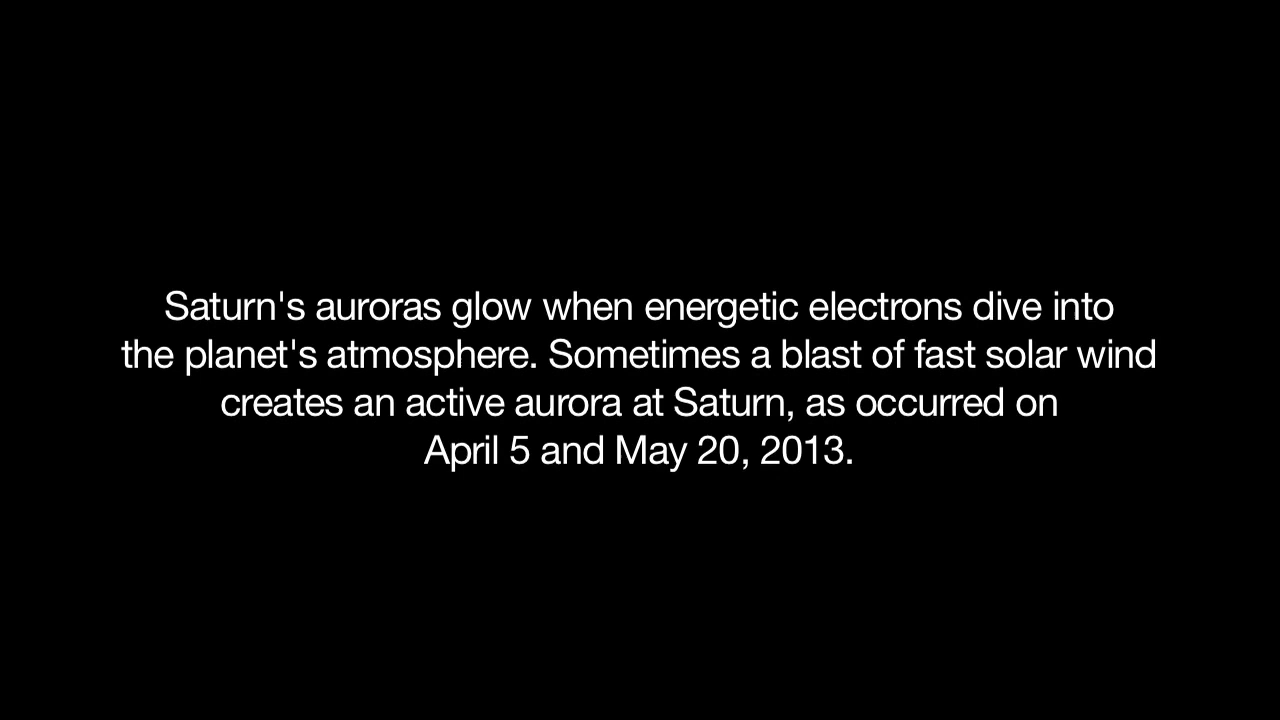 Saturn's auroras glow when energetic electrons dive into
the planet's atmosphere. Sometimes a blast of fast solar wind
creates an active aurora at Saturn, as occurred on
April 5 and May 20, 2013.